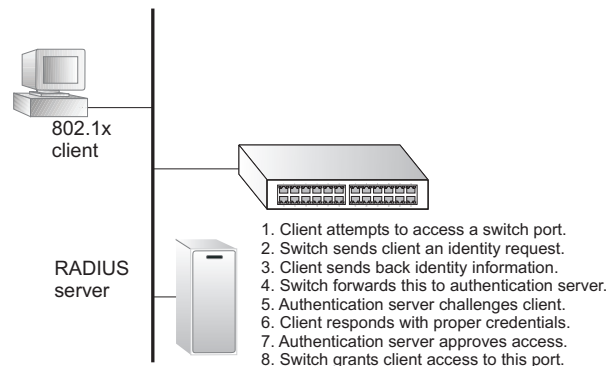 802.1x
client
1. Client attempts to access a switch port.
2. Switch sends client an identity request.
3. Client sends back identity information.
4. Switch forwards this to authentication server.
5. Authentication server challenges client.
6. Client responds with proper credentials.
7. Authentication server approves access.
8. Switch grants client access to this port.
RADIUS
server